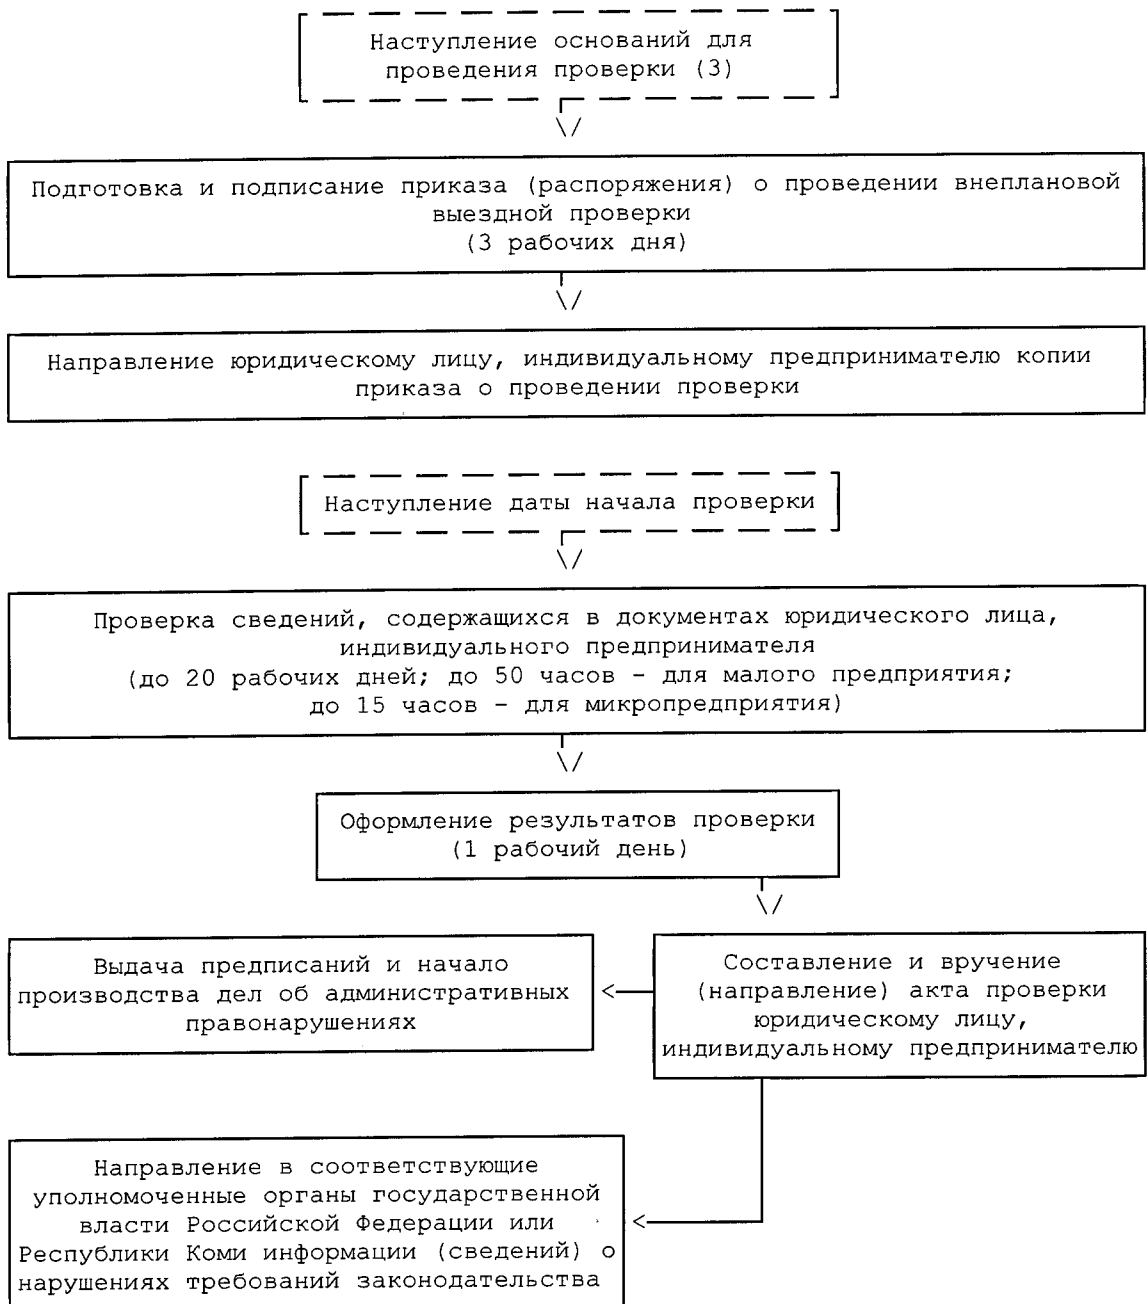 Наступление оснований для
проведения проверки (3)
Подготовка и подписание приказа (распоряжения) о проведении внеплановой
выездной проверки
(3 рабочих дня)
Направление юридическому лицу, индивидуальному предпринимателю копии
приказа о проведении проверки
Наступление даты начала проверки
Проверка сведений, содержащихся в документах юридического лица,
индивидуального предпринимателя
(до 20 рабочих дней; до 50 часов - для малого предприятия;
до 15 часов - для микропредприятия)
Оформление результатов проверки
(1 рабочий день)
Выдача предписаний и начало
производства дел об административных
правонарушениях
Составление и вручение
(направление) акта проверки
юридическому лицу,
индивидуальному предпринимателю
Направление в соответствующие
уполномоченные органы государственной
власти Российской Федерации или
Республики Коми информации (сведений) о
нарушениях требований законодательства